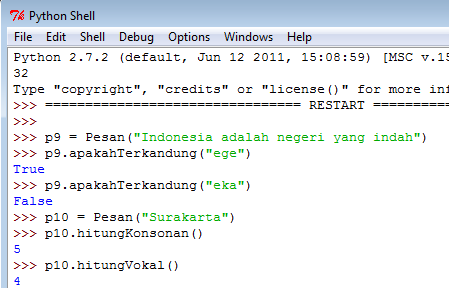 Python Shell
File Edit Shell Debug Options Windows Help
Python 2.7.2 (default, Jun 12 2011, 15:08:59) [MSC v.15
32
Type "copyright", "credits" or "license()" for more inf
>>> ================================ RESTART ==========
>>>
>>> p9 = Pesan("Indonesia adalah negeri yang indah")
>>> p9.apakahTerkandung("ege")
True
>>> p9.apakahTerkandung("eka")
False
>>> p10 = Pesan("Surakarta")
>>> p10.hitungKonsonan()
5
>>> p10.hitungVokal()
4